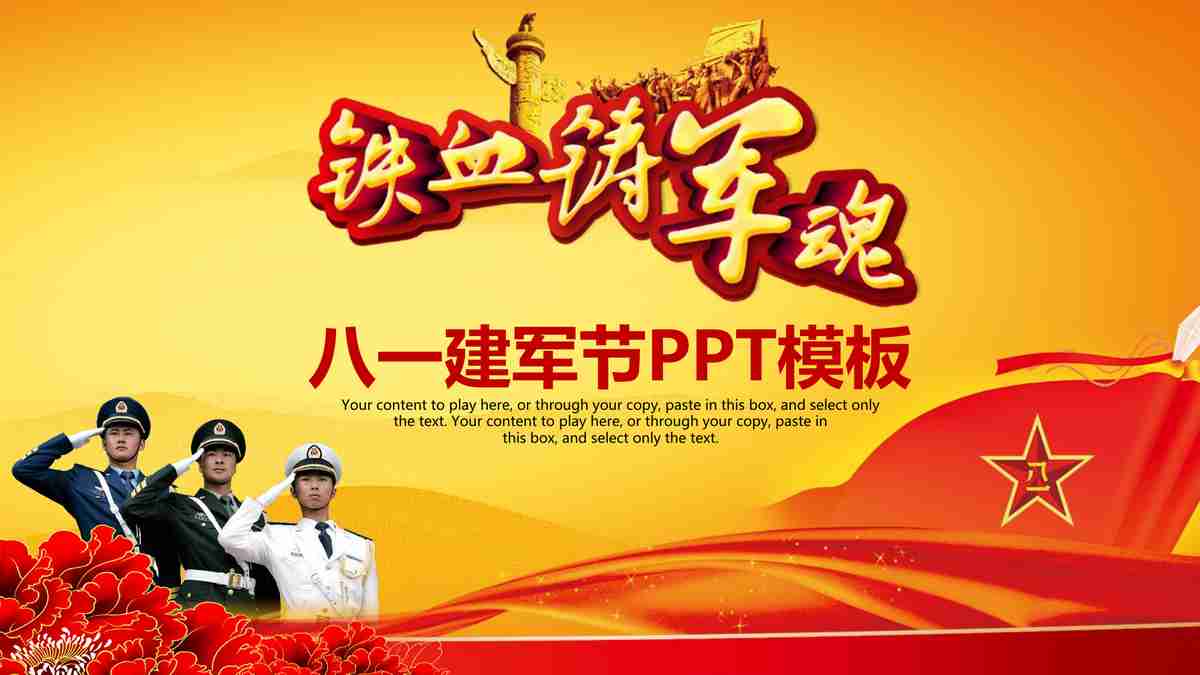 铁血铸军魂
八一建军节PPT模板
Your content to play here, or through your copy, paste in this box, and select only
the text. Your content to play here, or through your copy, paste in
this box, and select only the text.
八一